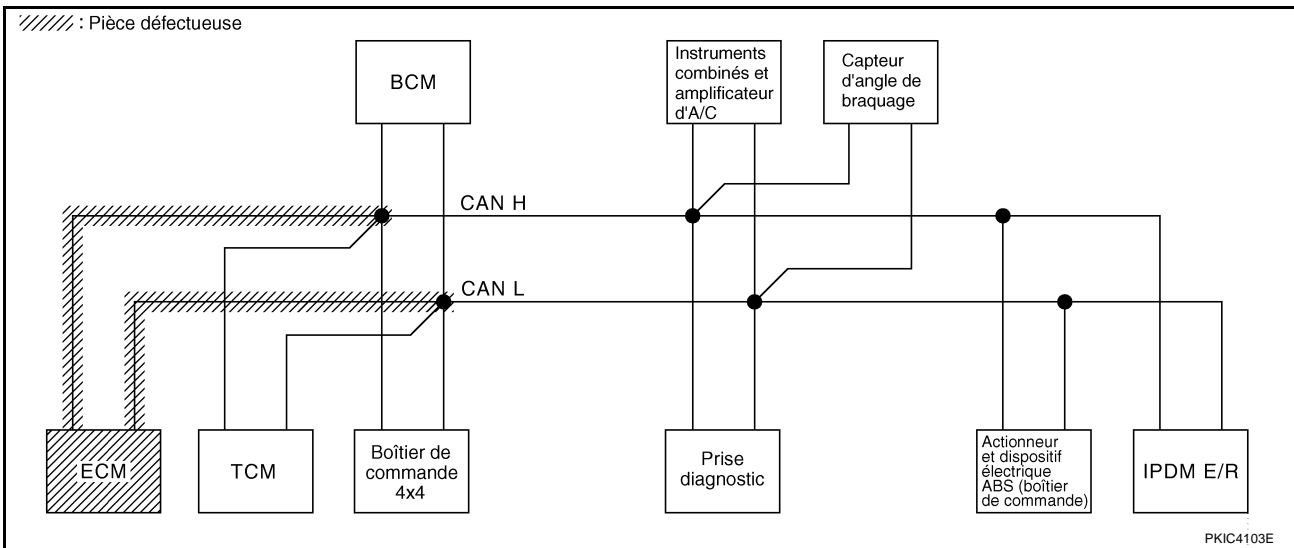 : Pièce défectueuse
BCM
Instruments
combinés et
amplificateur
d'A/C
Capteur
d'angle de
braquage
CAN H
CAN L
ECM
TCM
Boîtier de
commande
4x4
Prise
diagnostic
Actionneur
et dispositif
électrique
ABS (boîtier
de commande)
IPDM E/R
PKIC4103E